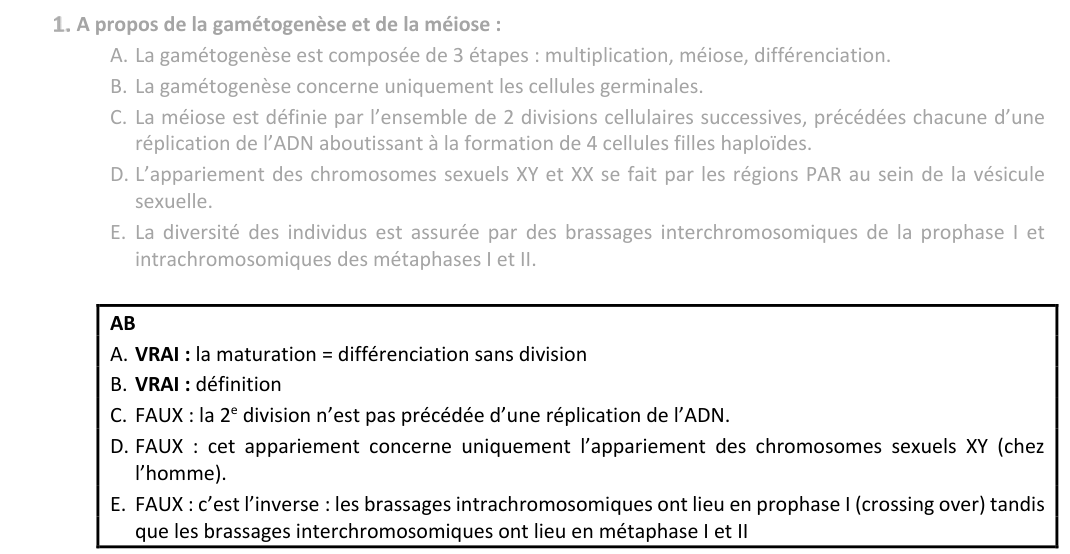 1. A propos de la gamétogenèse et de la méiose :
A. La gamétogenèse est composée de 3 étapes : multiplication, méiose, différenciation.
B. La gamétogenèse concerne uniquement les cellules germinales.
C. La méiose est définie par l’ensemble de 2 divisions cellulaires successives, précédées chacune d’une
réplication de l’ADN aboutissant à la formation de 4 cellules filles haploïdes.
D. L’appariement des chromosomes sexuels XY et XX se fait par les régions PAR au sein de la vésicule
sexuelle.
E. La diversité des individus est assurée par des brassages interchromosomiques de la prophase I et
intrachromosomiques des métaphases I et II.
AB
A. VRAI : la maturation = différenciation sans division
B. VRAI : définition
C. FAUX : la 2e division n’est pas précédée d’une réplication de l’ADN.
D. FAUX : cet appariement concerne uniquement l’appariement des chromosomes sexuels XY (chez
l’homme).
E. FAUX : c’est l’inverse : les brassages intrachromosomiques ont lieu en prophase I (crossing over) tandis
que les brassages interchromosomiques ont lieu en métaphase I et II